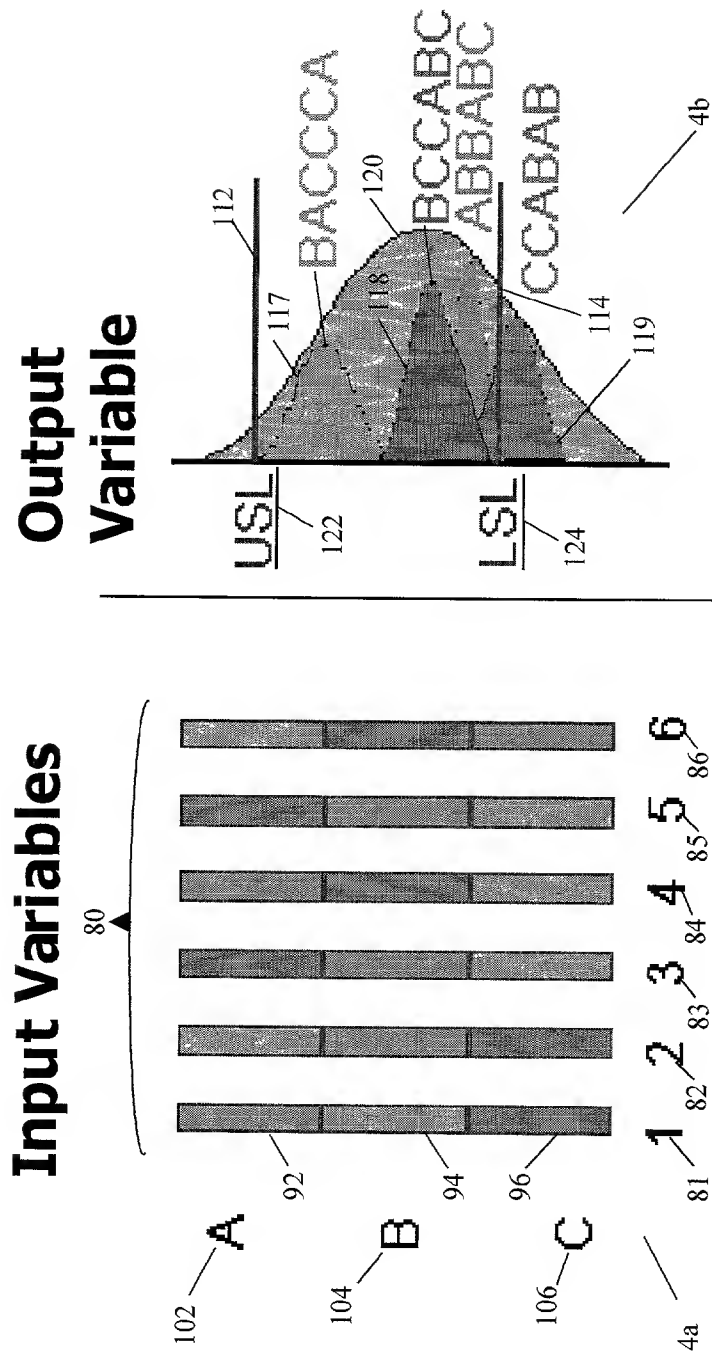 Input Variables
80
102
A
92
104
B
94
106
C
96
1
2
3
4
5
6
81
82
83
84
85
86
4a
Output
Variable
112
117
BACCCA
USL
122
118
120
BCCABC
ABBABC
LSL
124
CCABAB
114
119
4b